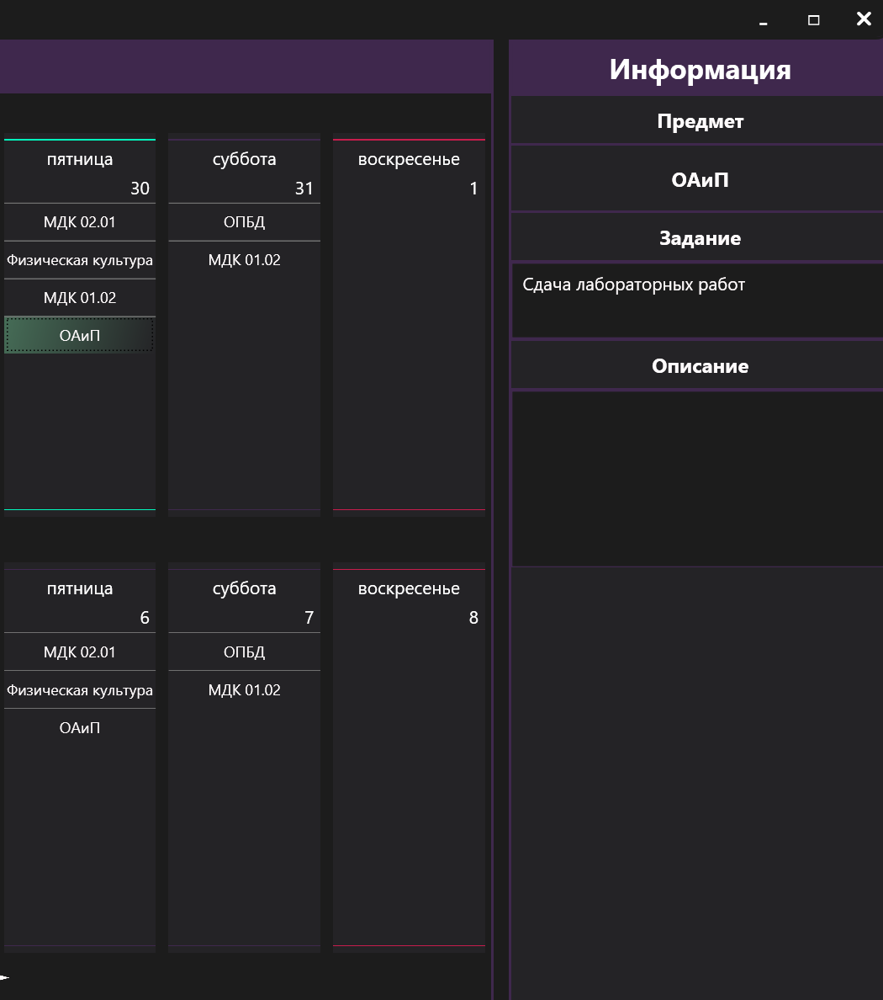 пятница
30
МДК 02.01
Физическая культура
МДК 01.02
ОАиП
суббота
31
ОПБД
МДК 01.02
воскресенье
1
пятница
6
МДК 02.01
Физическая культура
ОАиП
суббота
7
ОПБД
МДК 01.02
воскресенье
8
Информация
Предмет
ОАиП
Задание
Сдача лабораторных работ
Описание